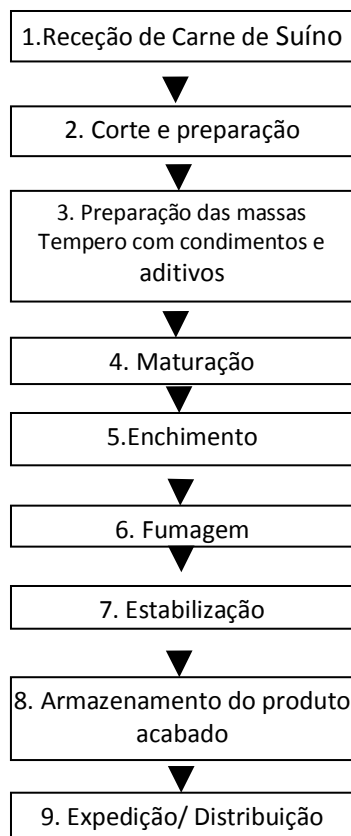 1.Receção de Carne de Suíno
2. Corte e preparação
3. Preparação das massas
Tempero com condimentos e
aditivos
4. Maturação
5.Enchimento
6. Fumagem
7. Estabilização
8. Armazenamento do produto
acabado
9. Expedição/ Distribuição